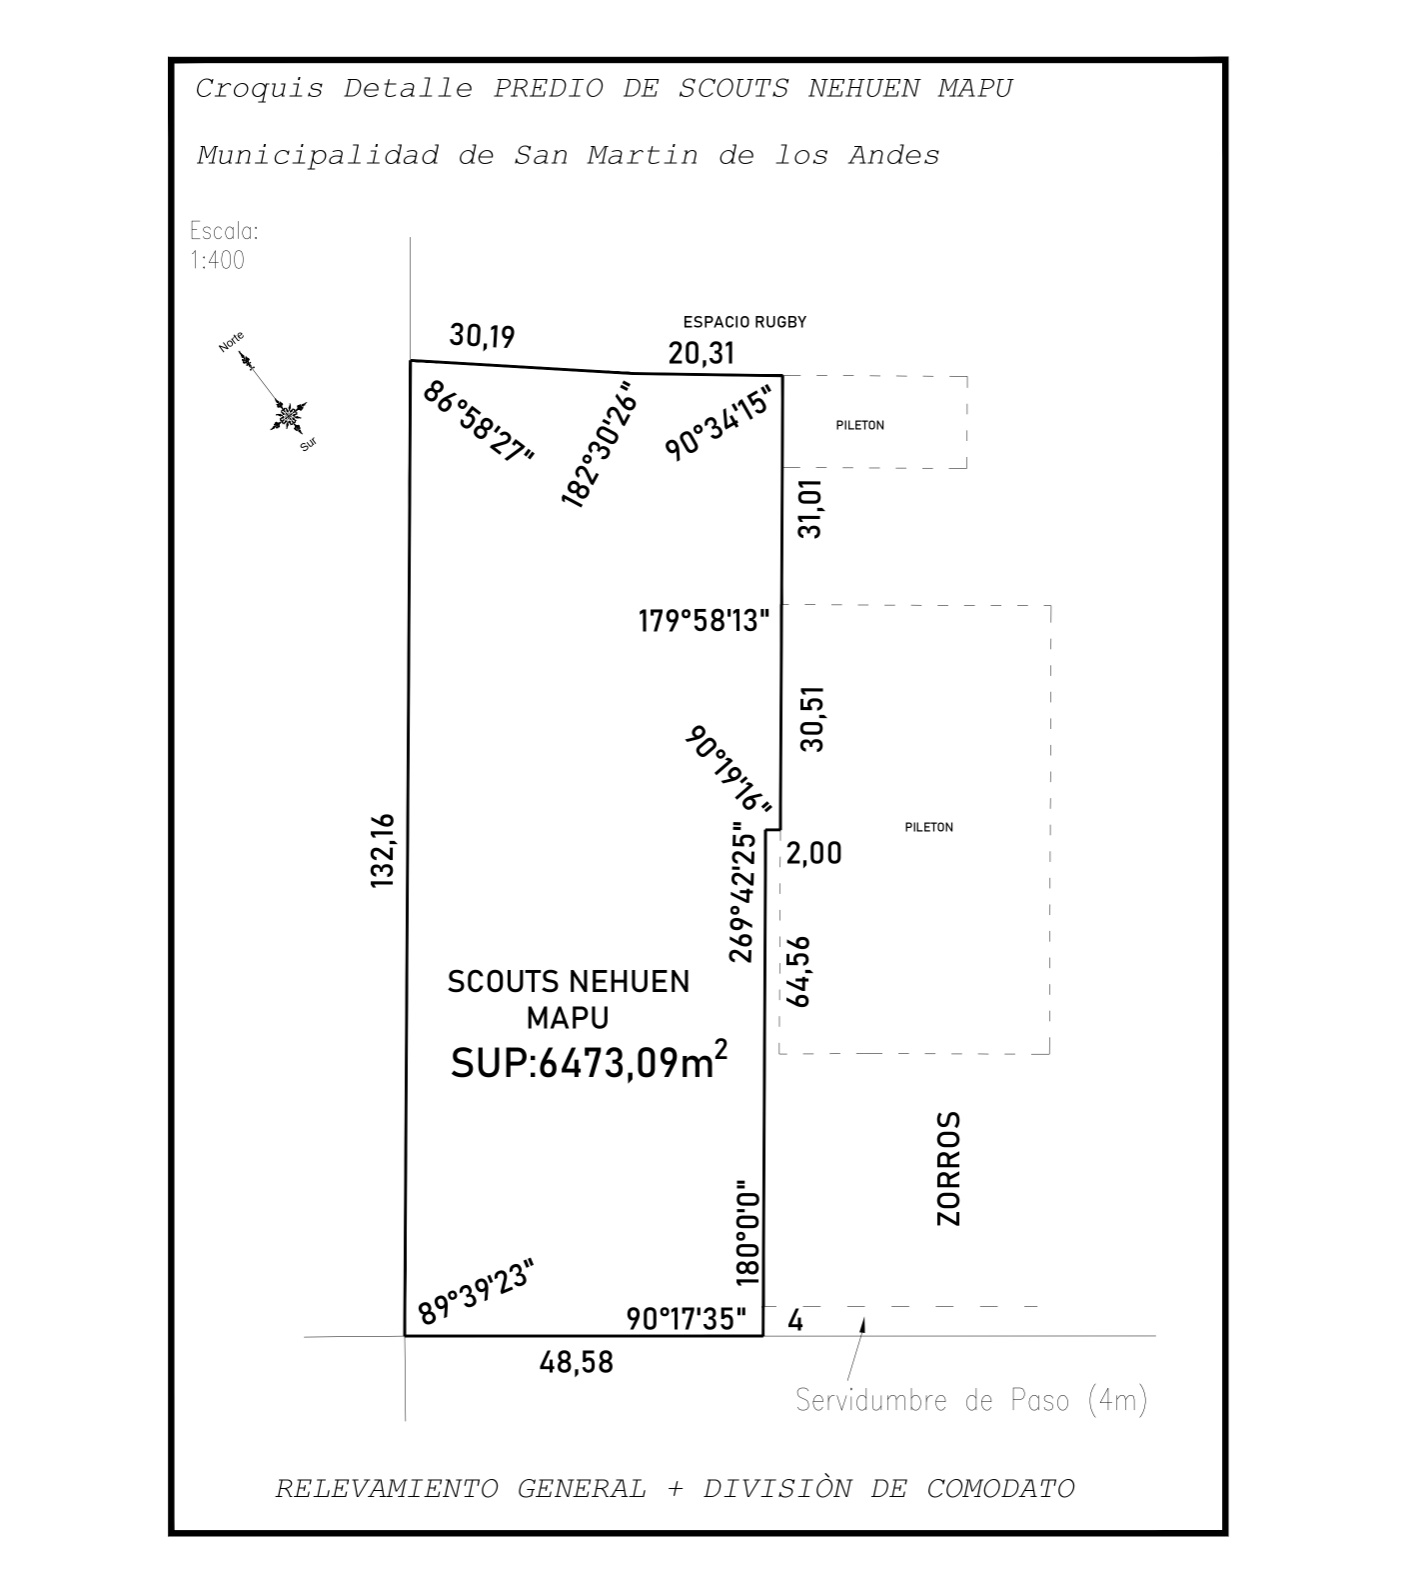 Croquis Detalle PREDIO DE SCOUTS NEHUEN MAPU
Municipalidad de San Martin de los Andes
Escala:
1:400
Norte
Sur
ESPACIO RUGBY
30,19
20,31
86°58'27"
182°30'26"
90°34'15"
PILETON
31,01
179°58'13"
30,51
90°19'16"
PILETON
132,16
2,00
269°42'25"
64,56
SCOUTS NEHUEN
MAPU
SUP:6473,09m²
ZORROS
180°0'0"
89°39'23"
90°17'35"
4
48,58
Servidumbre de Paso (4m)
RELEVAMIENTO GENERAL + DIVISIÒN DE COMODATO